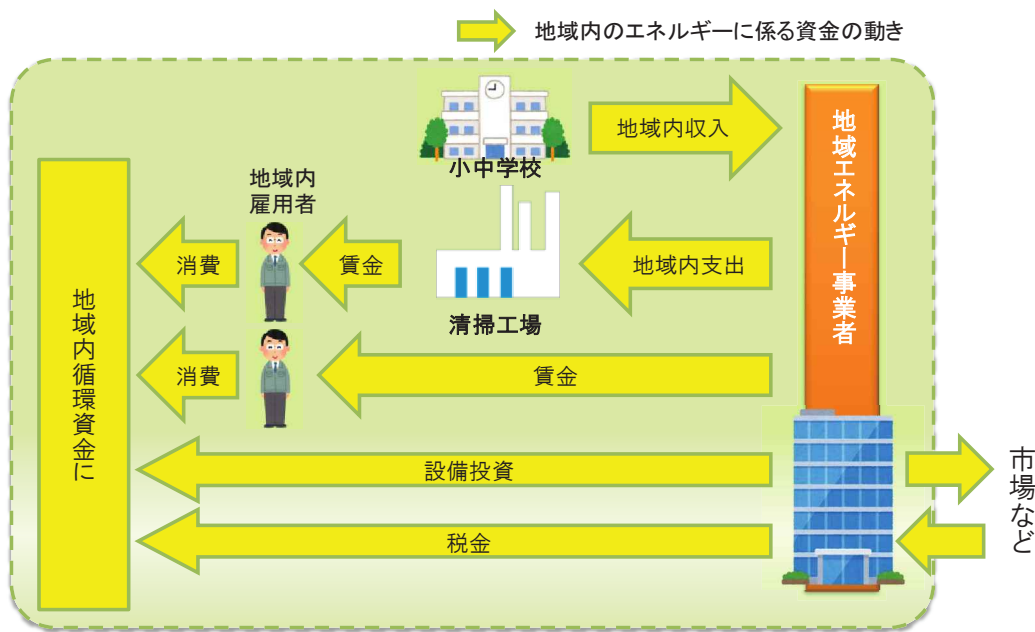 地域内のエネルギーに係る資金の動き
小中学校
地域内収入
地域エネルギー事業者
地域内
雇用者
消費
賃金
地域内支出
清掃工場
消費
賃金
設備投資
税金
地域内循環資金に
市場など